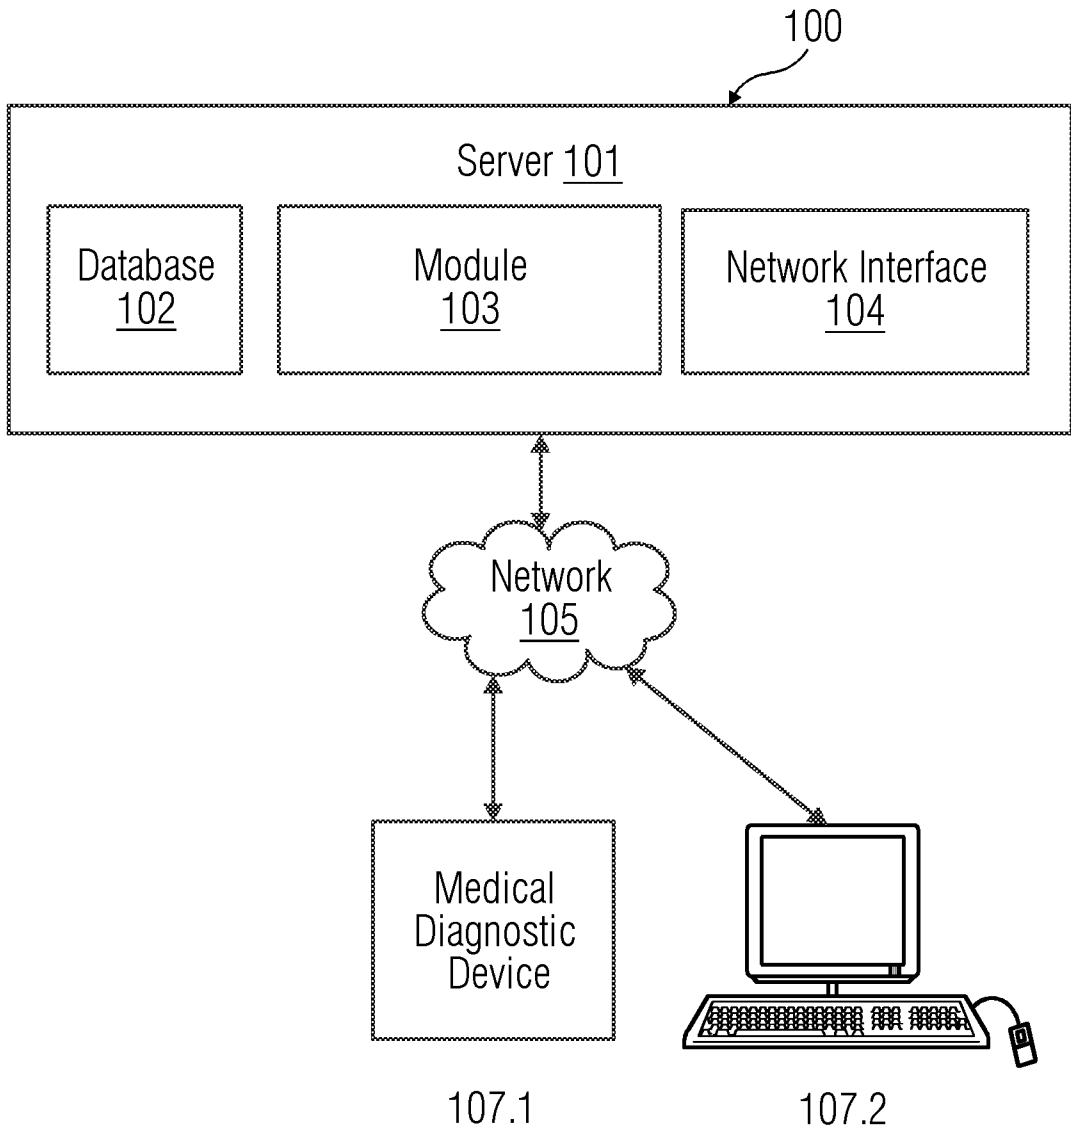 100
Server 101
Database
102
Module
103
Network Interface
104
Network
105
Medical
Diagnostic
Device
107.1
107.2